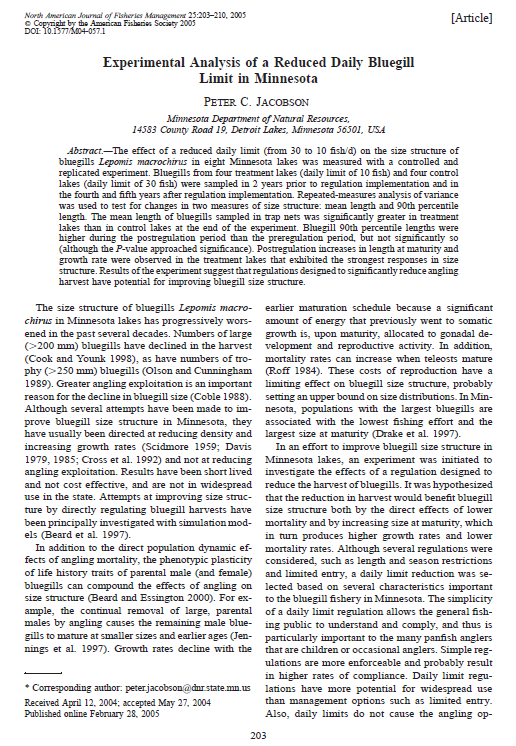 North American Journal of Fisheries Management 25:203–210, 2005
© Copyright by the American Fisheries Society 2005
DOI: 10.1577/M04-057.1
[Article]
Experimental Analysis of a Reduced Daily Bluegill
Limit in Minnesota
PETER C. JACOBSON
Minnesota Department of Natural Resources,
14583 County Road 19, Detroit Lakes, Minnesota 56501, USA
Abstract.—The effect of a reduced daily limit (from 30 to 10 fish/d) on the size structure of
bluegills Lepomis macrochirus in eight Minnesota lakes was measured with a controlled and
replicated experiment. Bluegills from four treatment lakes (daily limit of 10 fish) and four control
lakes (daily limit of 30 fish) were sampled in 2 years prior to regulation implementation and in
the fourth and fifth years after regulation implementation. Repeated-measures analysis of variance
was used to test for changes in two measures of size structure: mean length and 90th percentile
length. The mean length of bluegills sampled in trap nets was significantly greater in treatment
lakes than in control lakes at the end of the experiment. Bluegill 90th percentile lengths were
higher during the postregulation period than the preregulation period, but not significantly so
(although the P-value approached significance). Postregulation increases in length at maturity and
growth rate were observed in the treatment lakes that exhibited the strongest responses in size
structure. Results of the experiment suggest that regulations designed to significantly reduce angling
harvest have potential for improving bluegill size structure.
The size structure of bluegills Lepomis macro-
chirus in Minnesota lakes has progressively wors-
ened in the past several decades. Numbers of large
(>200 mm) bluegills have declined in the harvest
(Cook and Younk 1998), as have numbers of tro-
phy (>250 mm) bluegills (Olson and Cunningham
1989). Greater angling exploitation is an important
reason for the decline in bluegill size (Coble 1988).
Although several attempts have been made to im-
prove bluegill size structure in Minnesota, they
have usually been directed at reducing density and
increasing growth rates (Scidmore 1959; Davis
1979, 1985; Cross et al. 1992) and not at reducing
angling exploitation. Results have been short lived
and not cost effective, and are not in widespread
use in the state. Attempts at improving size struc-
ture by directly regulating bluegill harvests have
been principally investigated with simulation mod-
els (Beard et al. 1997).
In addition to the direct population dynamic ef-
fects of angling mortality, the phenotypic plasticity
of life history traits of parental male (and female)
bluegills can compound the effects of angling on
size structure (Beard and Essington 2000). For ex-
ample, the continual removal of large, parental
males by angling causes the remaining male blue-
gills to mature at smaller sizes and earlier ages (Jen-
nings et al. 1997). Growth rates decline with the
* Corresponding author: peter.jacobson@dnr.state.mn.us
Received April 12, 2004; accepted May 27, 2004
Published online February 28, 2005
earlier maturation schedule because a significant
amount of energy that previously went to somatic
growth is, upon maturity, allocated to gonadal de-
velopment and reproductive activity. In addition,
mortality rates can increase when teleosts mature
(Roff 1984). These costs of reproduction have a
limiting effect on bluegill size structure, probably
setting an upper bound on size distributions. In Min-
nesota, populations with the largest bluegills are
associated with the lowest fishing effort and the
largest size at maturity (Drake et al. 1997).
In an effort to improve bluegill size structure in
Minnesota lakes, an experiment was initiated to
investigate the effects of a regulation designed to
reduce the harvest of bluegills. It was hypothesized
that the reduction in harvest would benefit bluegill
size structure both by the direct effects of lower
mortality and by increasing size at maturity, which
in turn produces higher growth rates and lower
mortality rates. Although several regulations were
considered, such as length and season restrictions
and limited entry, a daily limit reduction was se-
lected based on several characteristics important
to the bluegill fishery in Minnesota. The simplicity
of a daily limit regulation allows the general fish-
ing public to understand and comply, and thus is
particularly important to the many panfish anglers
that are children or occasional anglers. Simple reg-
ulations are more enforceable and probably result
in higher rates of compliance. Daily limit regu-
lations have more potential for widespread use
than management options such as limited entry.
Also, daily limits do not cause the angling op-
203